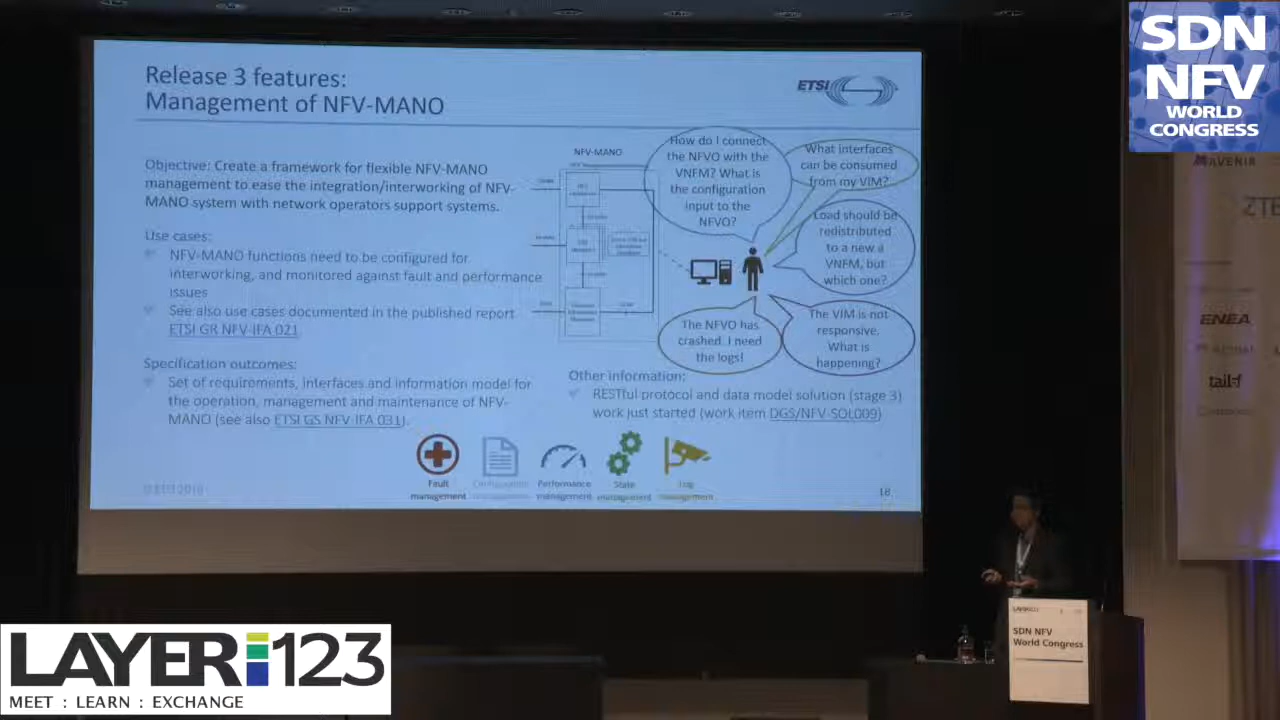 SDN
NFV
WORLD
CONGRESS
Release 3 features:
Management of NFV-MANO
ETSI
Objective: Create a framework for flexible NFV-MANO
management to ease the integration/interworking of NFV-
MANO system with network operators support systems.
Use cases:
NFV-MANO functions need to be configured for
interworking, and monitored against fault and performance
issues
See also use cases documented in the published report
ETSI GR NFV-IFA 021
Specification outcomes:
Set of requirements, interfaces and information model for
the operation, management and maintenance of NFV-
MANO (see also ETSI GS NFV-IFA 031).
NFV-MANO
How do I connect
the NFVO with the
VNFM? What is
the configuration
input to the
NFVO?
What interfaces
can be consumed
from my VIM?
Load should be
redistributed
to a new a
VNFM, but
which one?
The NFVO has
crashed. I need
the logs!
The VIM is not
responsive.
What is
happening?
Other information:
RESTful protocol and data model solution (stage 3)
work just started (work item DGS/NFV-SOL009)
Fault
management
Performance
management
State
management
Log
management
18
MAVENIR
ZTE
ENEA
tail-f
SDN NFV
World Congress
LAYER 123
MEET : LEARN : EXCHANGE